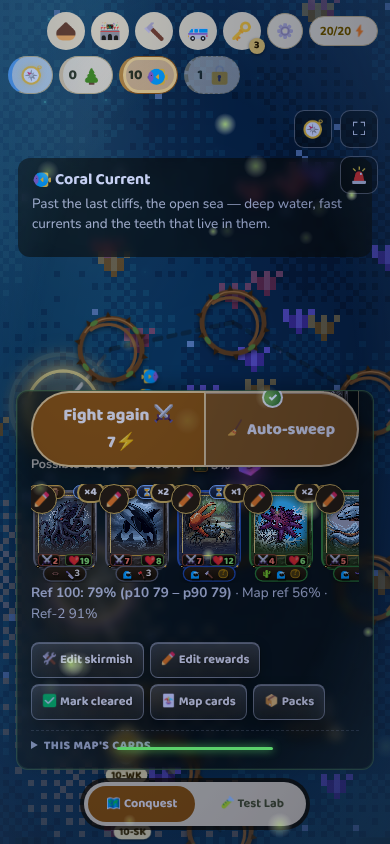 3
20/20
0
10
1
Coral Current
Past the last cliffs, the open sea — deep water, fast
currents and the teeth that live in them.
Fight again
7
Auto-sweep
×4
×2
×1
×2
2 19
7 8
7 12
4 6
5
3
3
Ref 100: 79% (p10 79 – p90 79) · Map ref 56% ·
Ref-2 91%
Edit skirmish
Edit rewards
Mark cleared
Map cards
Packs
THIS MAP'S CARDS
10-WK
Conquest
Test Lab
10-SK